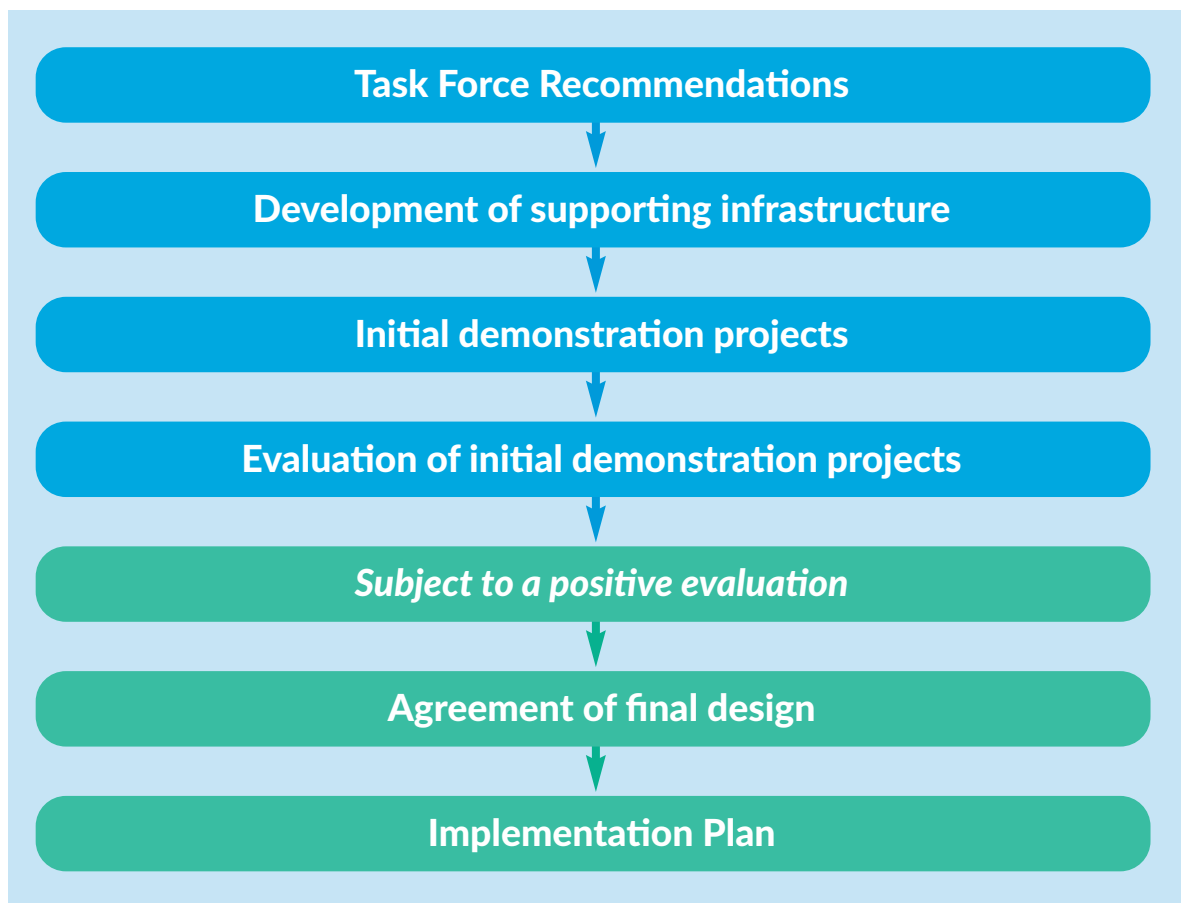 Task Force Recommendations
Development of supporting infrastructure
Initial demonstration projects
Evaluation of initial demonstration projects
Subject to a positive evaluation
Agreement of final design
Implementation Plan